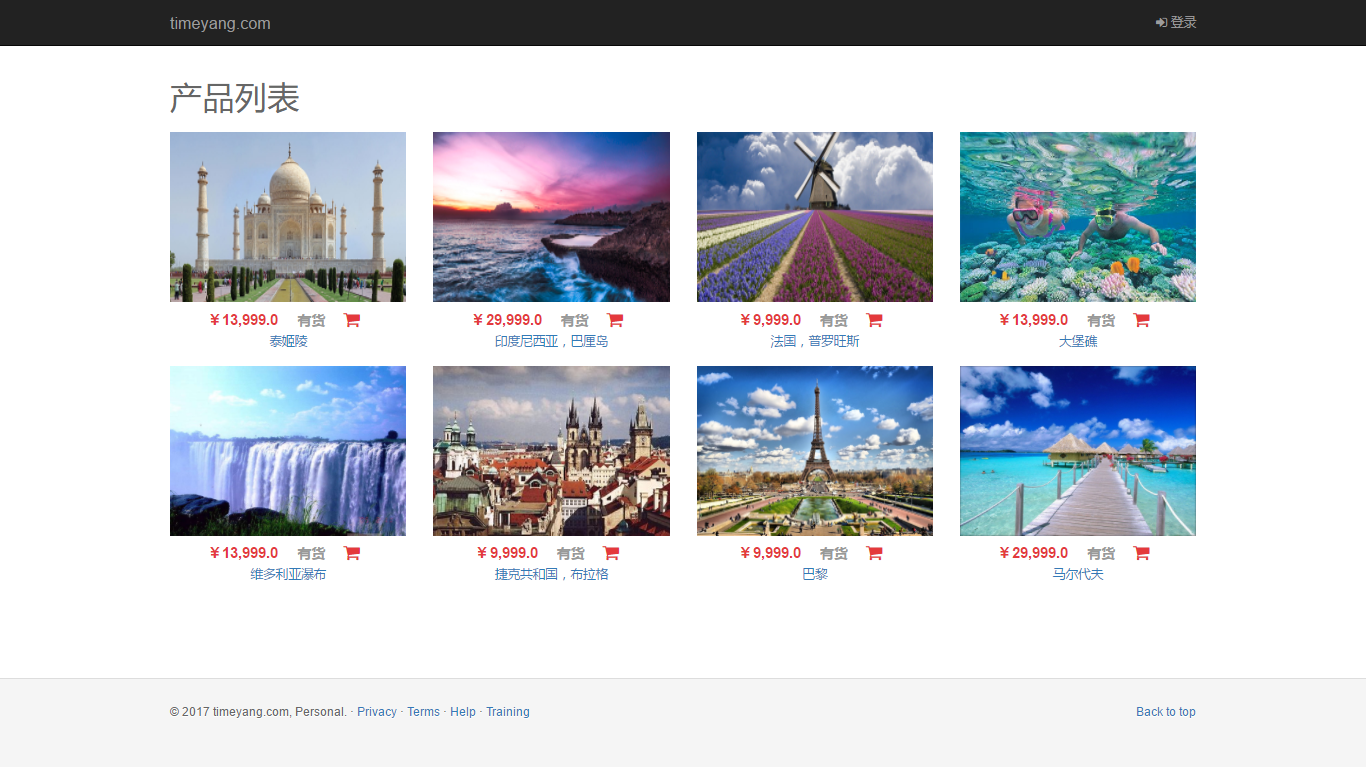 timeyang.com 登录
产品列表
￥13,999.0 有货 ￥29,999.0 有货 ￥9,999.0 有货 ￥13,999.0 有货
泰姬陵 印度尼西亚，巴厘岛 法国，普罗旺斯 大堡礁
￥13,999.0 有货 ￥9,999.0 有货 ￥9,999.0 有货 ￥29,999.0 有货
维多利亚瀑布 捷克共和国，布拉格 巴黎 马尔代夫
© 2017 timeyang.com, Personal. · Privacy · Terms · Help · Training Back to top